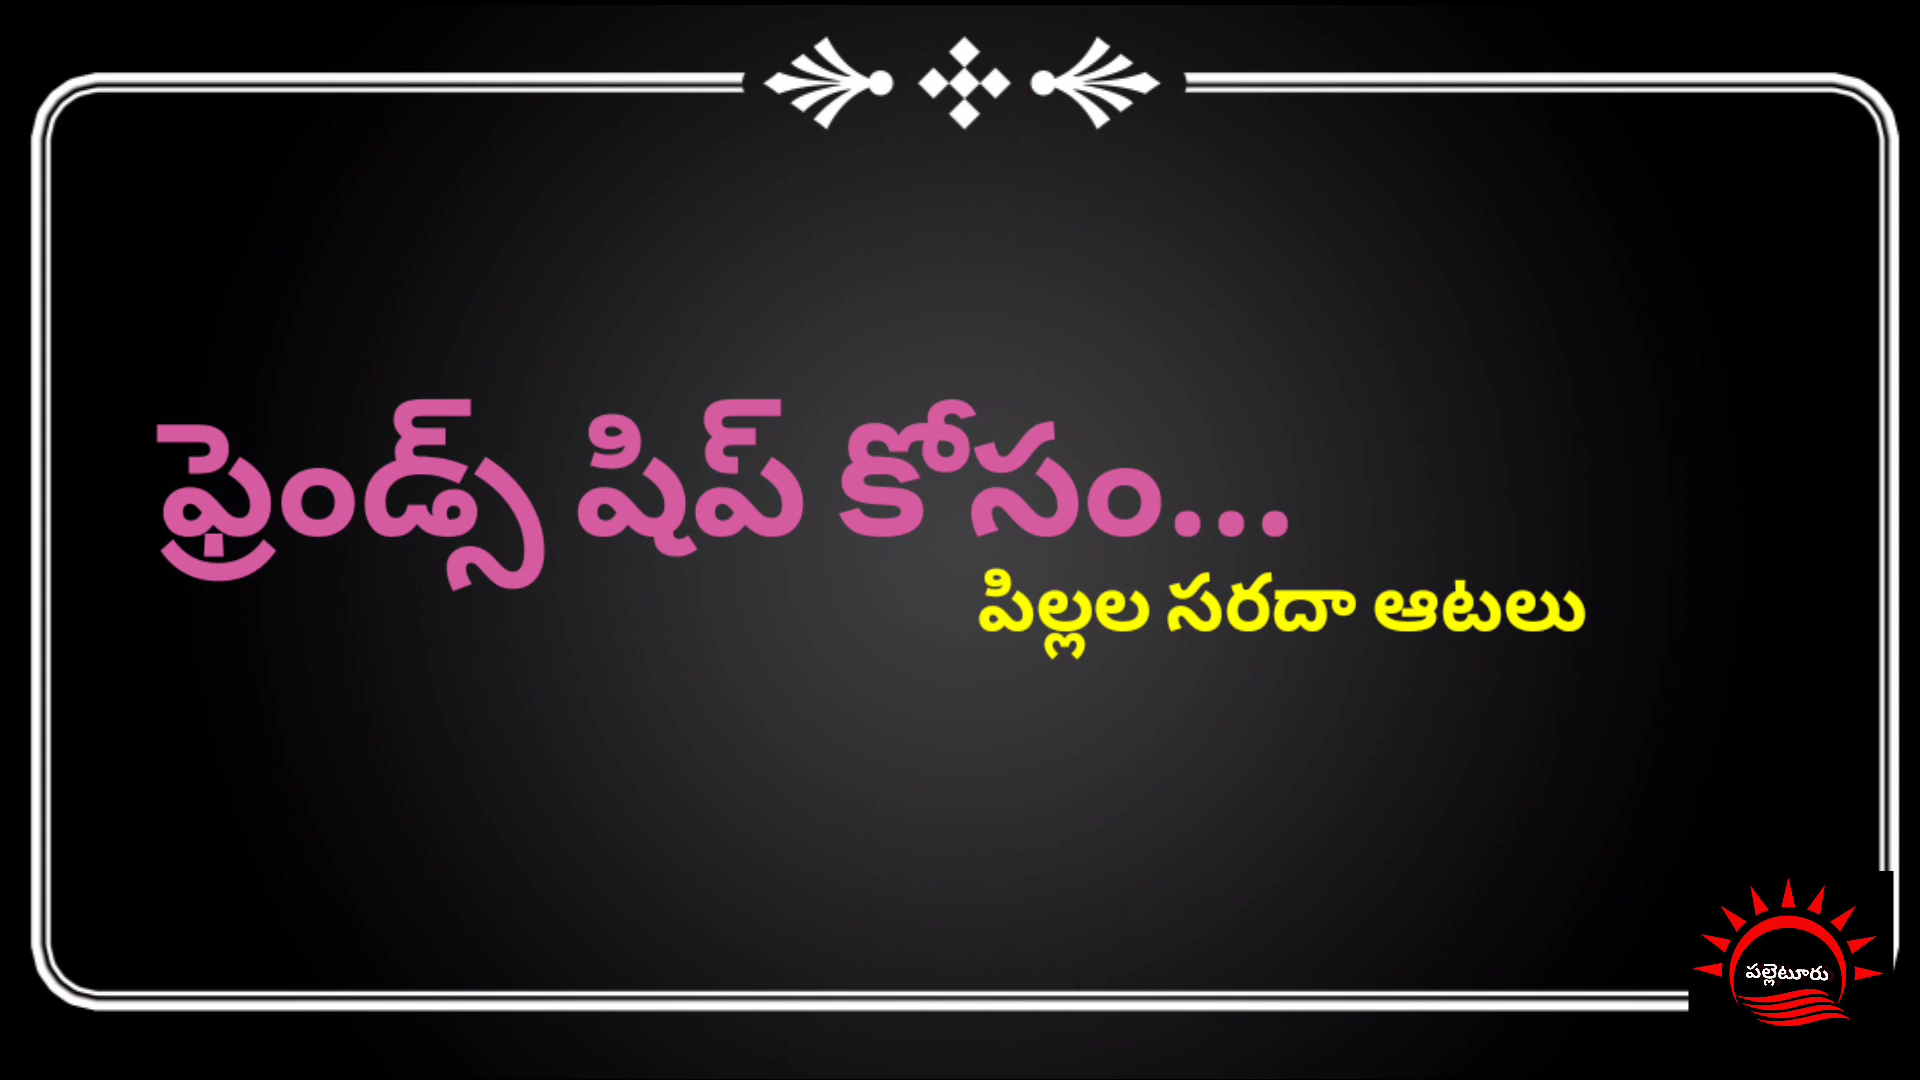 ఫ్రెండ్స్ షిప్ కోసం...
పిల్లల సరదా ఆటలు
పల్లెటూరు